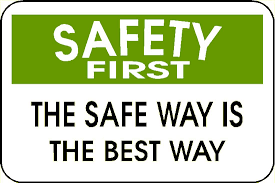 SAFETY
FIRST
THE SAFE WAY IS
THE BEST WAY